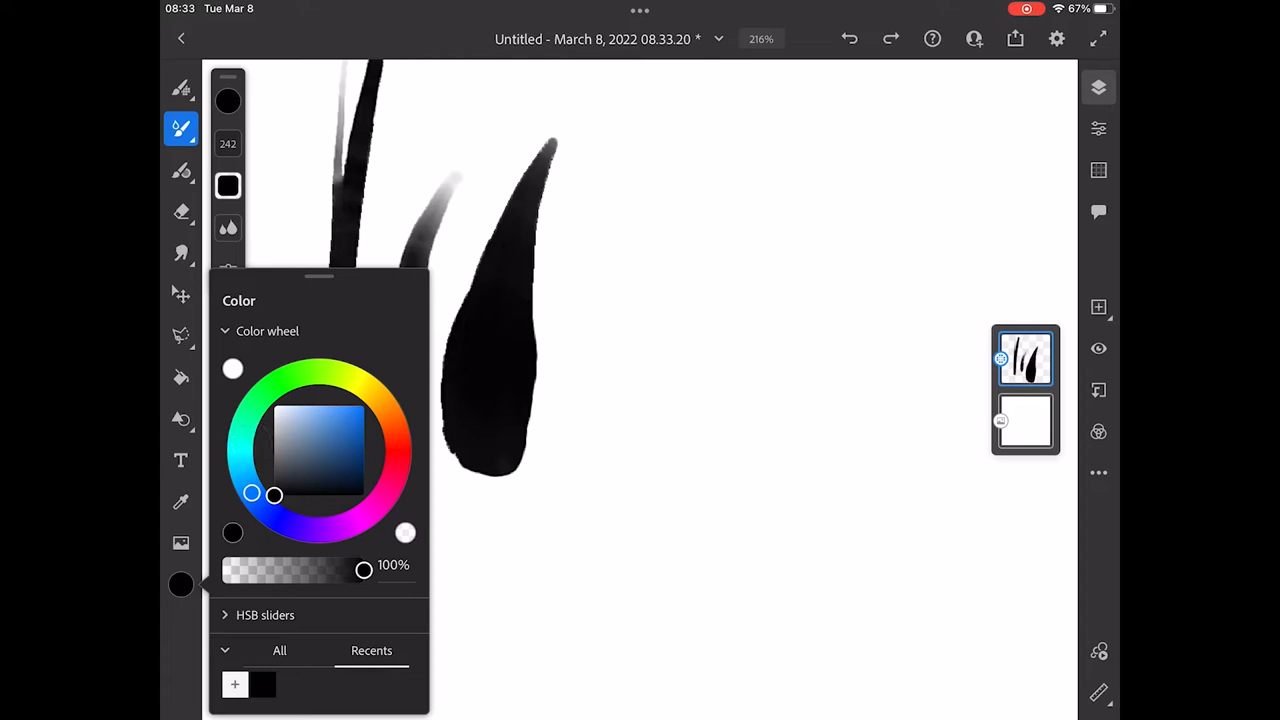 08:33 Tue Mar 8
67%
Untitled - March 8, 2022 08.33.20 *
216%
242
Color
Color wheel
100%
HSB sliders
All
Recents